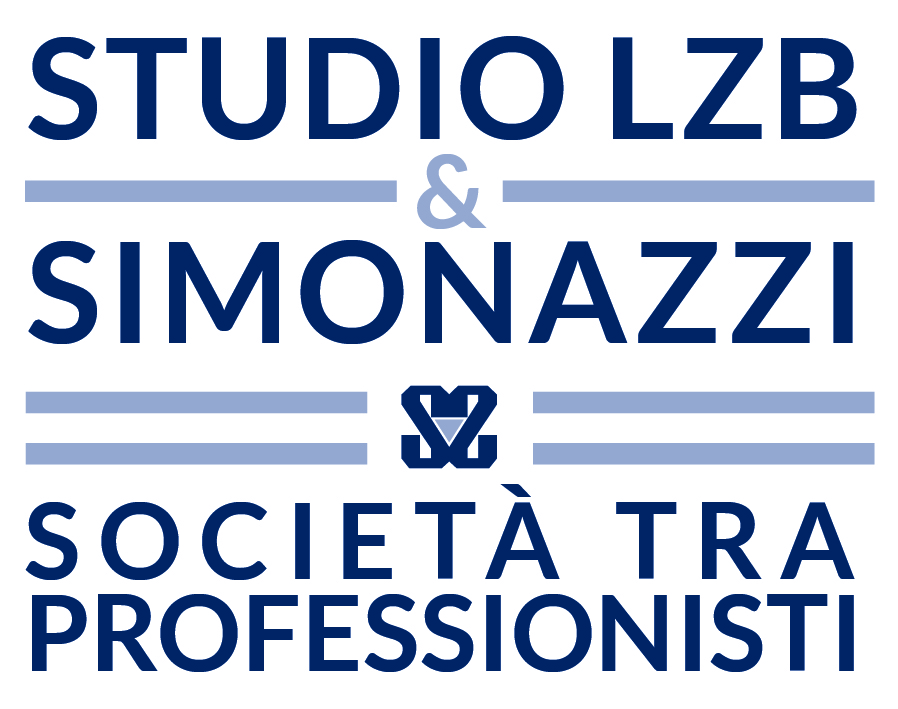 STUDIO LZB
&
SIMONAZZI
SOCIETÀ TRA
PROFESSIONISTI